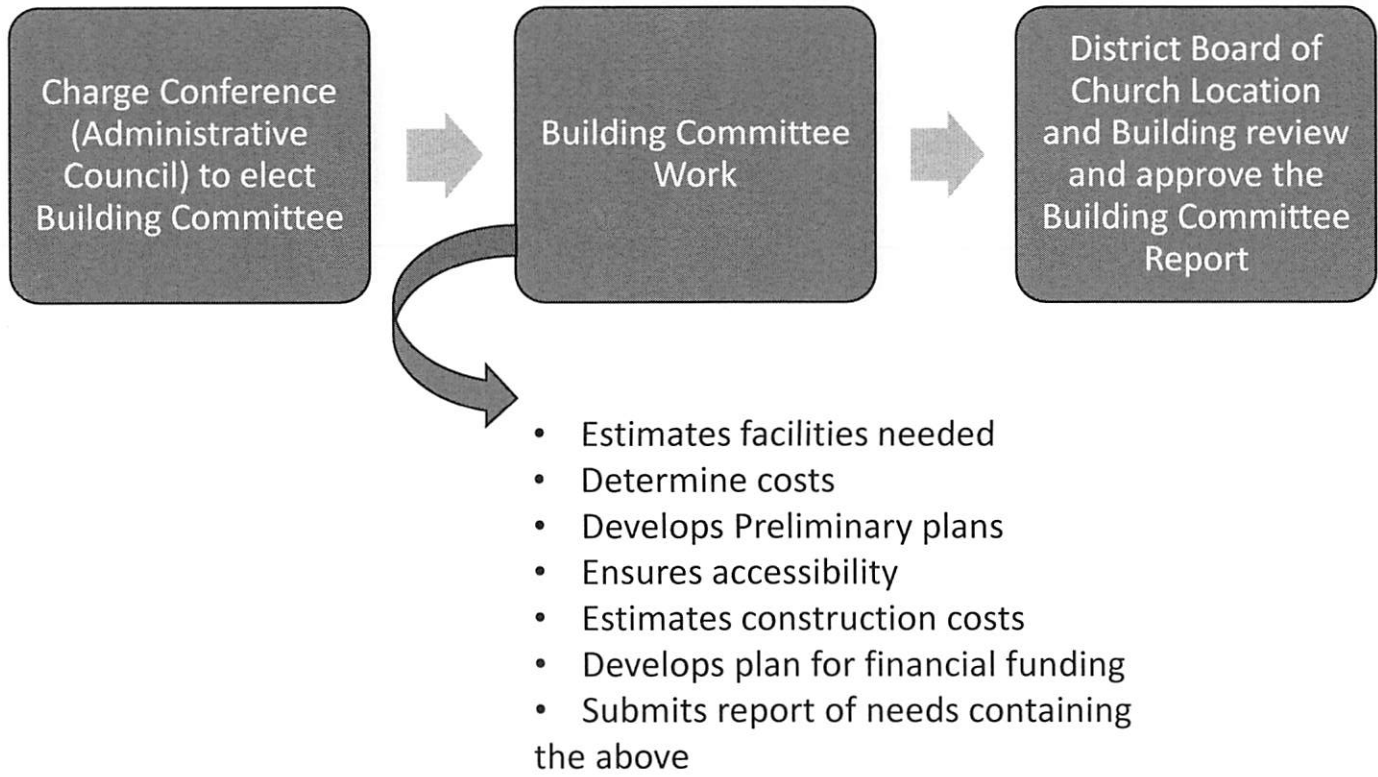 Charge Conference
(Administrative
Council) to elect
Building Committee
Building Committee
Work
District Board of
Church Location
and Building review
and approve the
Building Committee
Report
• Estimates facilities needed
• Determine costs
• Develops Preliminary plans
• Ensures accessibility
• Estimates construction costs
• Develops plan for financial funding
• Submits report of needs containing
the above